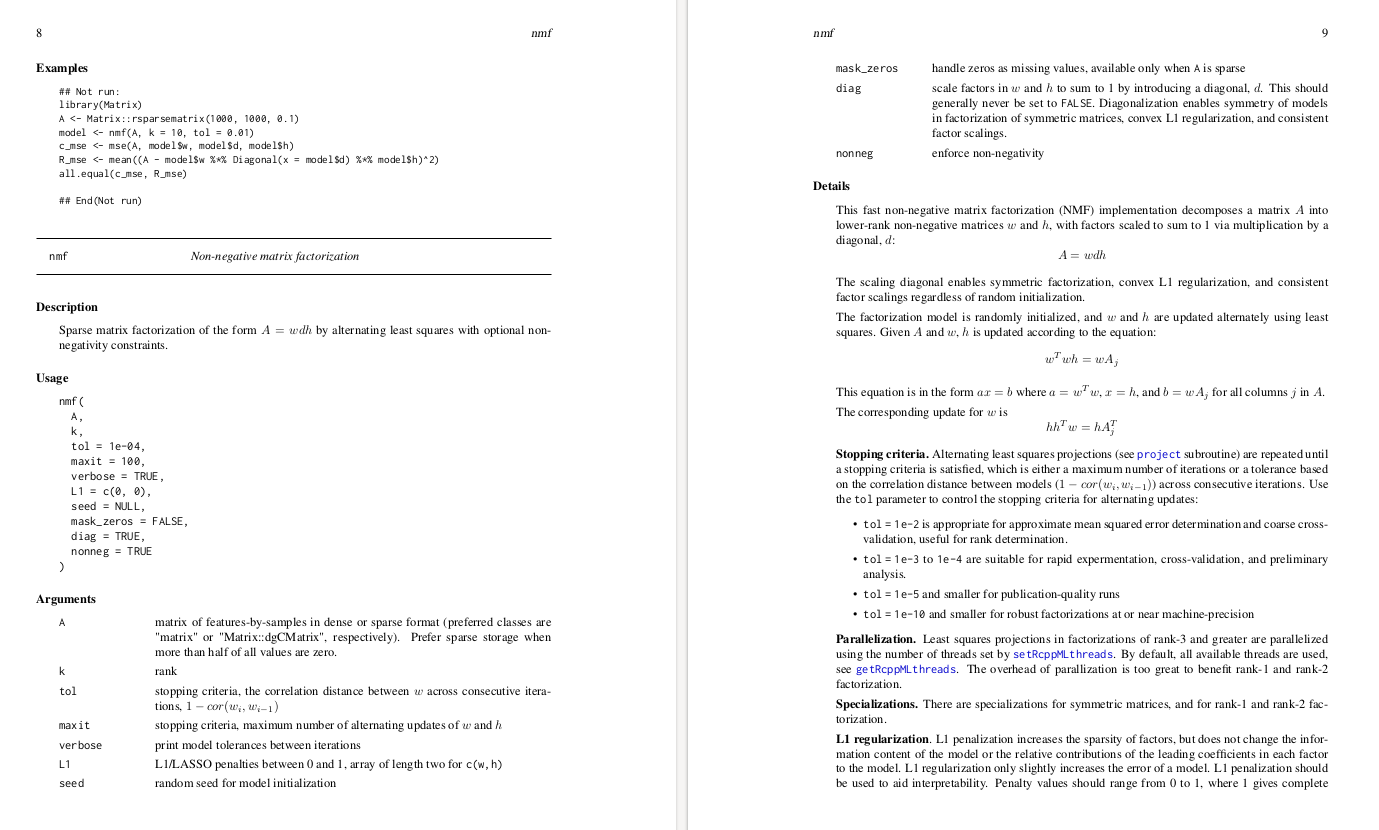 8 nmf
Examples
## Not run:
library(Matrix)
A <- Matrix::rsparsematrix(1000, 1000, 0.1)
model <- nmf(A, k = 10, tol = 0.01)
c_mse <- mse(A, model$w, model$d, model$h)
R_mse <- mean((A - model$w %*% Diagonal(x = model$d) %*% model$h)^2)
all.equal(c_mse, R_mse)
## End(Not run)
nmf Non-negative matrix factorization
Description
Sparse matrix factorization of the form A = wdh by alternating least squares with optional non-
negativity constraints.
Usage
nmf(
A,
k,
tol = 1e-04,
maxit = 100,
verbose = TRUE,
L1 = c(0, 0),
seed = NULL,
mask_zeros = FALSE,
diag = TRUE,
nonneg = TRUE
)
Arguments
A matrix of features-by-samples in dense or sparse format (preferred classes are
"matrix" or "Matrix::dgCMatrix", respectively). Prefer sparse storage when
more than half of all values are zero.
k rank
tol stopping criteria, the correlation distance between w across consecutive itera-
tions, 1 − cor(w_i, w_{i−1})
maxit stopping criteria, maximum number of alternating updates of w and h
verbose print model tolerances between iterations
L1 L1/LASSO penalties between 0 and 1, array of length two for c(w,h)
seed random seed for model initialization
nmf 9
mask_zeros handle zeros as missing values, available only when A is sparse
diag scale factors in w and h to sum to 1 by introducing a diagonal, d. This should
generally never be set to FALSE. Diagonalization enables symmetry of models
in factorization of symmetric matrices, convex L1 regularization, and consistent
factor scalings.
nonneg enforce non-negativity
Details
This fast non-negative matrix factorization (NMF) implementation decomposes a matrix A into
lower-rank non-negative matrices w and h, with factors scaled to sum to 1 via multiplication by a
diagonal, d:
A = wdh
The scaling diagonal enables symmetric factorization, convex L1 regularization, and consistent
factor scalings regardless of random initialization.
The factorization model is randomly initialized, and w and h are updated alternately using least
squares. Given A and w, h is updated according to the equation:
w^T wh = wA_j
This equation is in the form ax = b where a = w^T w, x = h, and b = wA_j for all columns j in A.
The corresponding update for w is
hh^T w = hA_j^T
Stopping criteria. Alternating least squares projections (see project subroutine) are repeated until
a stopping criteria is satisfied, which is either a maximum number of iterations or a tolerance based
on the correlation distance between models (1 − cor(w_i, w_{i−1})) across consecutive iterations. Use
the tol parameter to control the stopping criteria for alternating updates:
• tol = 1e-2 is appropriate for approximate mean squared error determination and coarse cross-
validation, useful for rank determination.
• tol = 1e-3 to 1e-4 are suitable for rapid expermentation, cross-validation, and preliminary
analysis.
• tol = 1e-5 and smaller for publication-quality runs
• tol = 1e-10 and smaller for robust factorizations at or near machine-precision
Parallelization. Least squares projections in factorizations of rank-3 and greater are parallelized
using the number of threads set by setRcppMLthreads. By default, all available threads are used,
see getRcppMLthreads. The overhead of parallization is too great to benefit rank-1 and rank-2
factorization.
Specializations. There are specializations for symmetric matrices, and for rank-1 and rank-2 fac-
torization.
L1 regularization. L1 penalization increases the sparsity of factors, but does not change the infor-
mation content of the model or the relative contributions of the leading coefficients in each factor
to the model. L1 regularization only slightly increases the error of a model. L1 penalization should
be used to aid interpretability. Penalty values should range from 0 to 1, where 1 gives complete